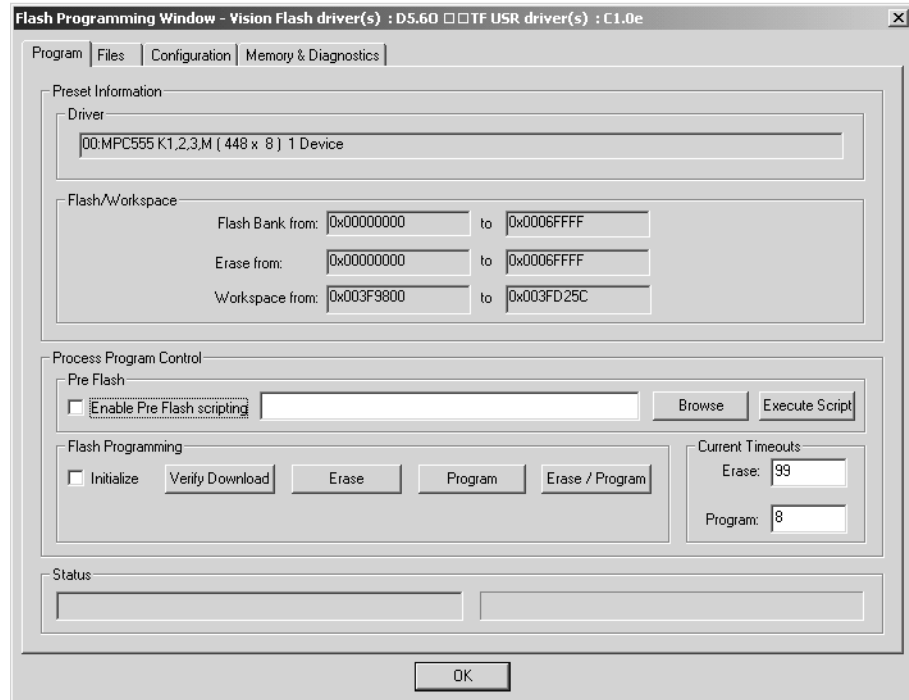 Flash Programming Window - Vision Flash driver(s) : D5.60 □□TF USR driver(s) : C1.0e
Program Files Configuration Memory & Diagnostics
Preset Information
Driver
00:MPC555 K1,2,3,M ( 448 x 8 ) 1 Device
Flash/Workspace
Flash Bank from: 0x00000000 to 0x0006FFFF
Erase from: 0x00000000 to 0x0006FFFF
Workspace from: 0x003F9800 to 0x003FD25C
Process Program Control
Pre Flash
Enable Pre Flash scripting Browse Execute Script
Flash Programming
Initialize Verify Download Erase Program Erase / Program
Current Timeouts
Erase: 99
Program: 8
Status
OK